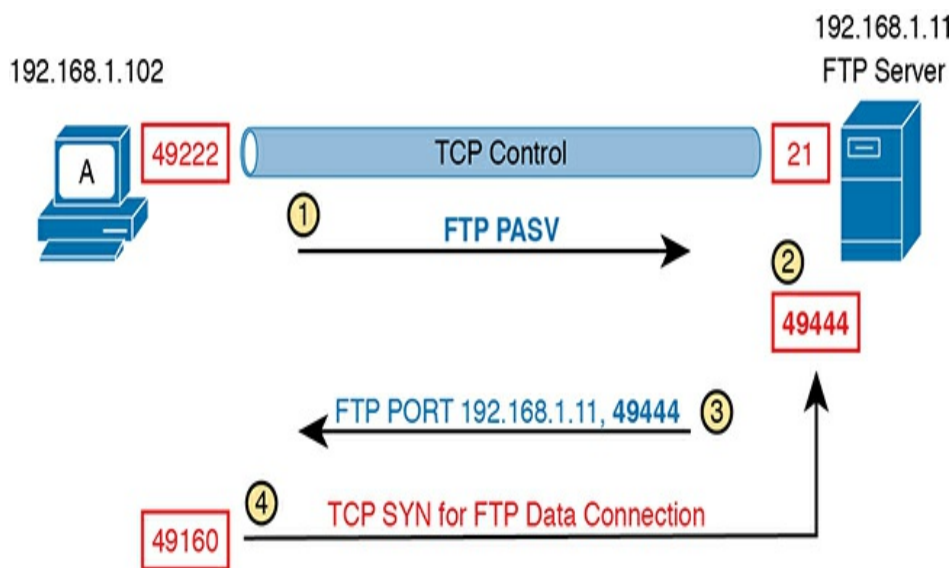 192.168.1.11
FTP Server
192.168.1.102
A
49222
TCP Control
21
1
FTP PASV
2
49444
FTP PORT 192.168.1.11, 49444
3
4
TCP SYN for FTP Data Connection
49160